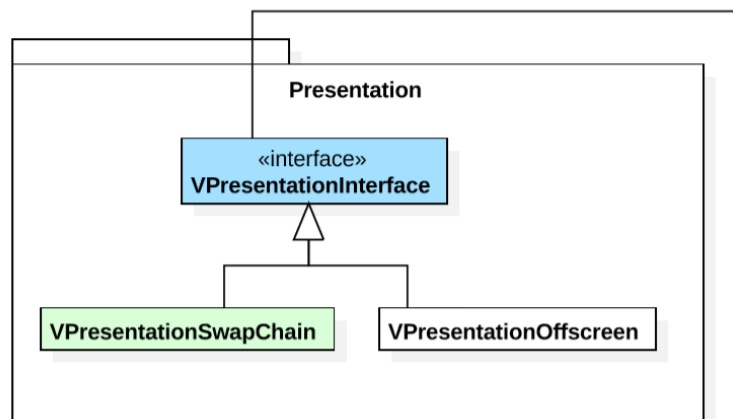 Presentation
«interface»
VPresentationInterface
VPresentationSwapChain
VPresentationOffscreen